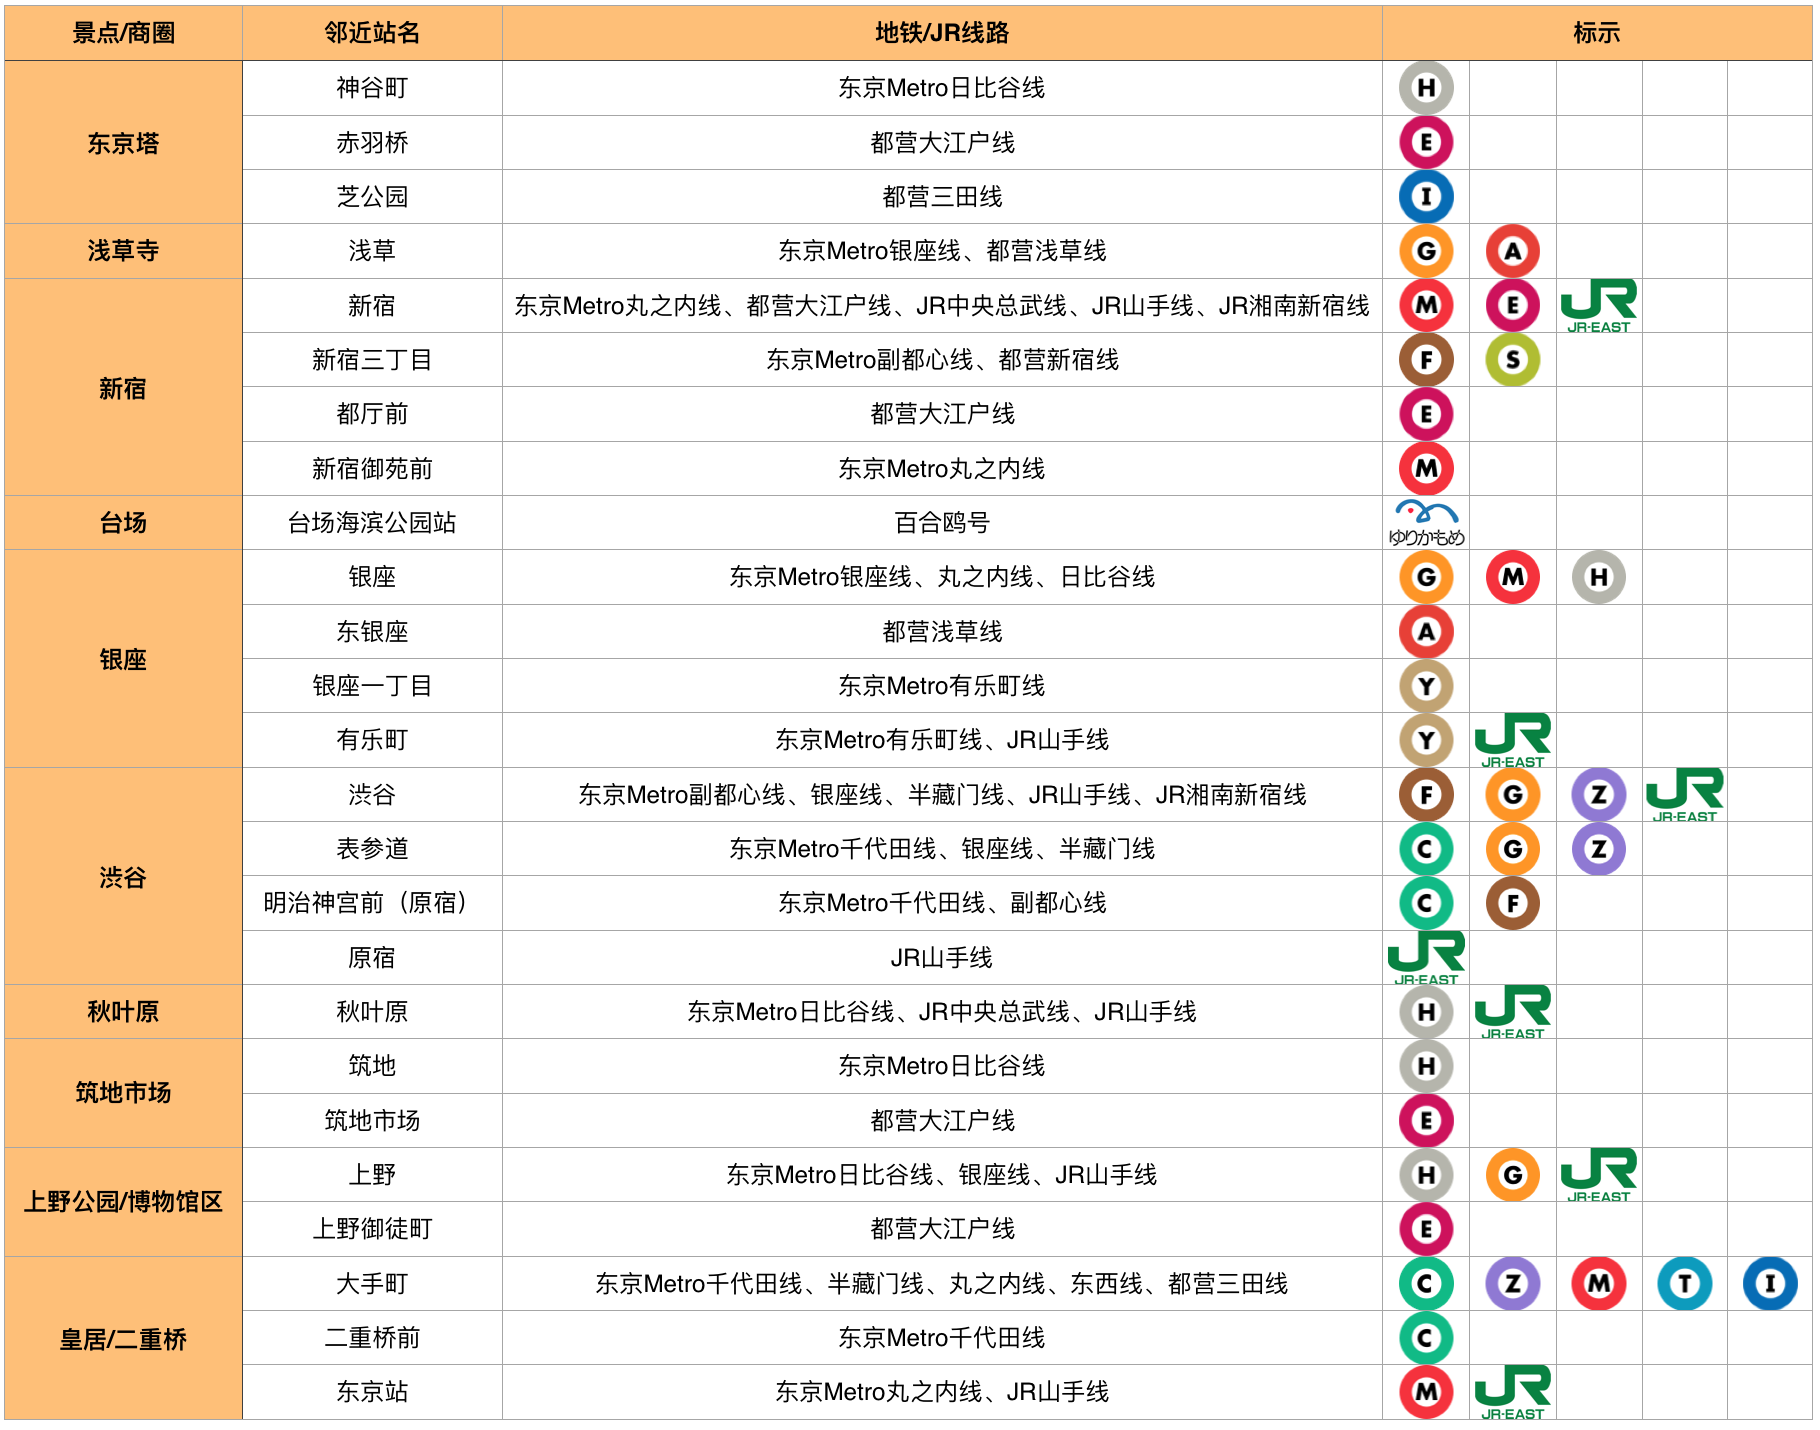 景点/商圈 邻近站名 地铁/JR线路 标示
东京塔 神谷町 东京Metro日比谷线 H
赤羽桥 都营大江户线 E
芝公园 都营三田线 I
浅草寺 浅草 东京Metro银座线、都营浅草线 G A
新宿 新宿 东京Metro丸之内线、都营大江户线、JR中央总武线、JR山手线、JR湘南新宿线 M E JR JR-EAST
新宿三丁目 东京Metro副都心线、都营新宿线 F S
都厅前 都营大江户线 E
新宿御苑前 东京Metro丸之内线 M
台场 台场海滨公园站 百合鸥号 ゆりかもめ
银座 银座 东京Metro银座线、丸之内线、日比谷线 G M H
东银座 都营浅草线 A
银座一丁目 东京Metro有乐町线 Y
有乐町 东京Metro有乐町线、JR山手线 Y JR JR-EAST
渋谷 渋谷 东京Metro副都心线、银座线、半藏门线、JR山手线、JR湘南新宿线 F G Z JR JR-EAST
表参道 东京Metro千代田线、银座线、半藏门线 C G Z
明治神宫前（原宿） 东京Metro千代田线、副都心线 C F
原宿 JR山手线 JR JR-EAST
秋叶原 秋叶原 东京Metro日比谷线、JR中央总武线、JR山手线 H JR JR-EAST
筑地市场 筑地 东京Metro日比谷线 H
筑地市场 都营大江户线 E
上野公园/博物馆区 上野 东京Metro日比谷线、银座线、JR山手线 H G JR JR-EAST
上野御徒町 都营大江户线 E
皇居/二重桥 大手町 东京Metro千代田线、半藏门线、丸之内线、东西线、都营三田线 C Z M T I
二重桥前 东京Metro千代田线 C
东京站 东京Metro丸之内线、JR山手线 M JR JR-EAST